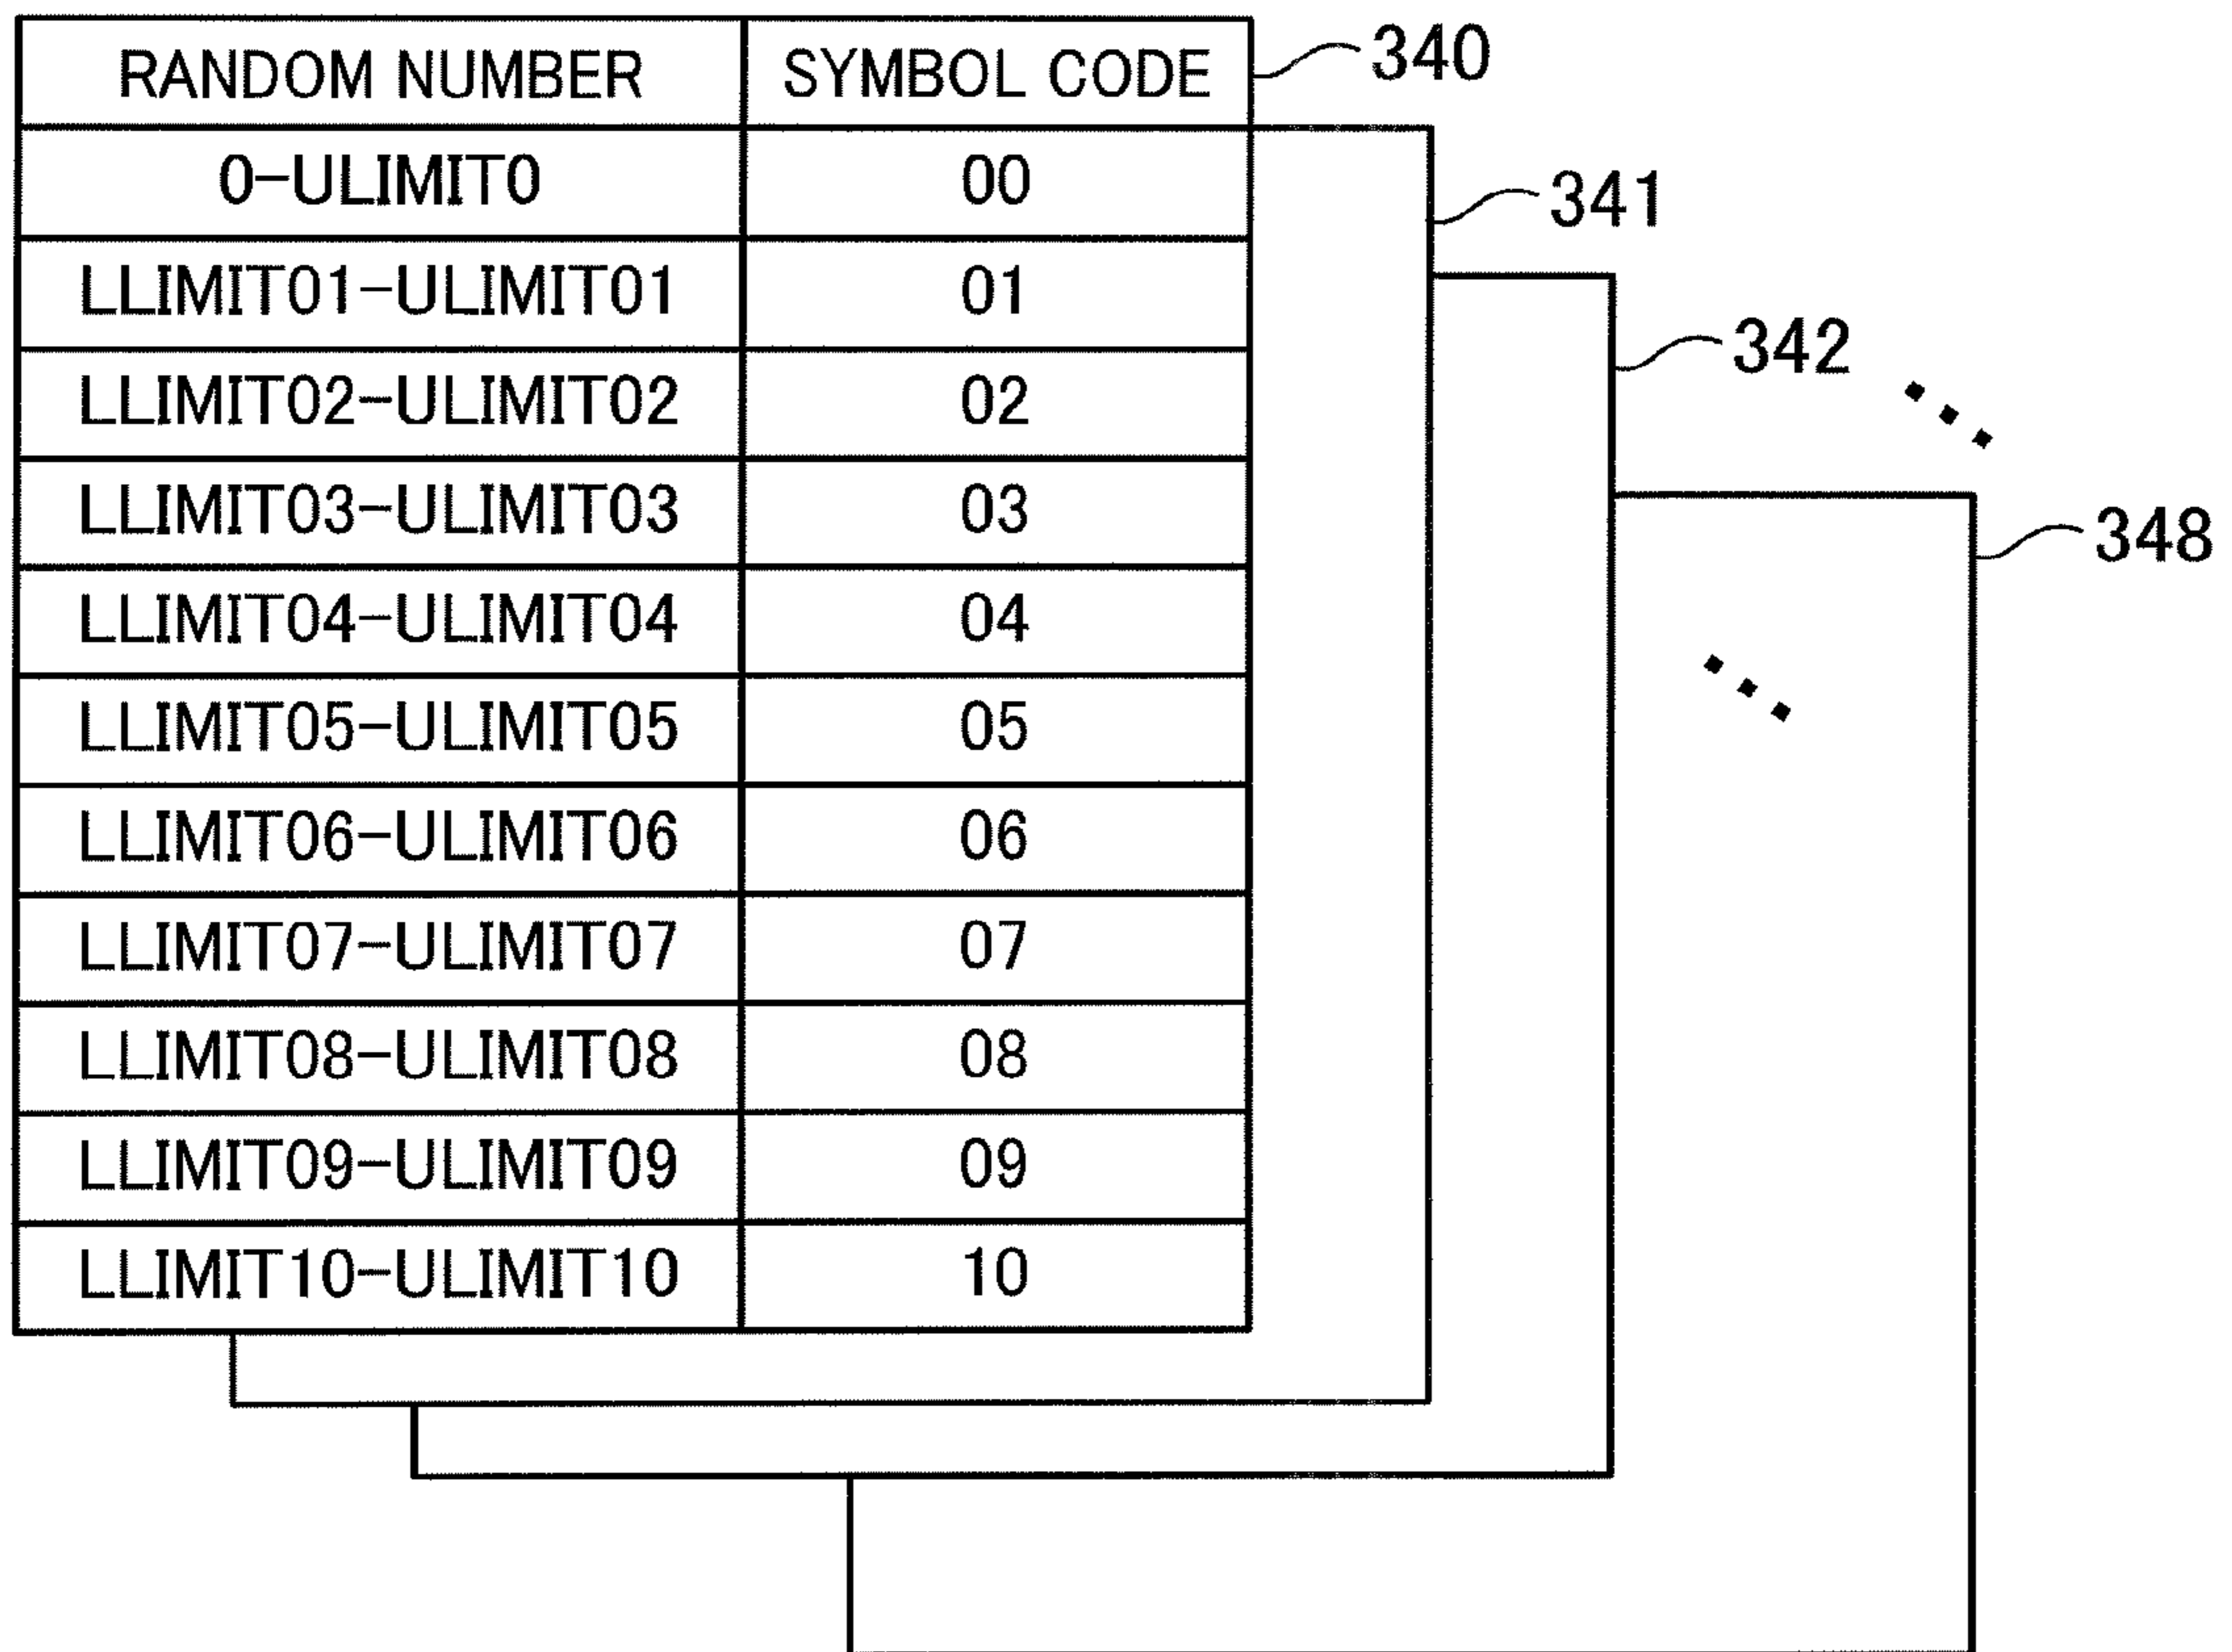 RANDOM NUMBER SYMBOL CODE 340
0-ULIMIT0 00
341
LLIMIT01-ULIMIT01 01
342
LLIMIT02-ULIMIT02 02
LLIMIT03-ULIMIT03 03
348
LLIMIT04-ULIMIT04 04
LLIMIT05-ULIMIT05 05
LLIMIT06-ULIMIT06 06
LLIMIT07-ULIMIT07 07
LLIMIT08-ULIMIT08 08
LLIMIT09-ULIMIT09 09
LLIMIT10-ULIMIT10 10